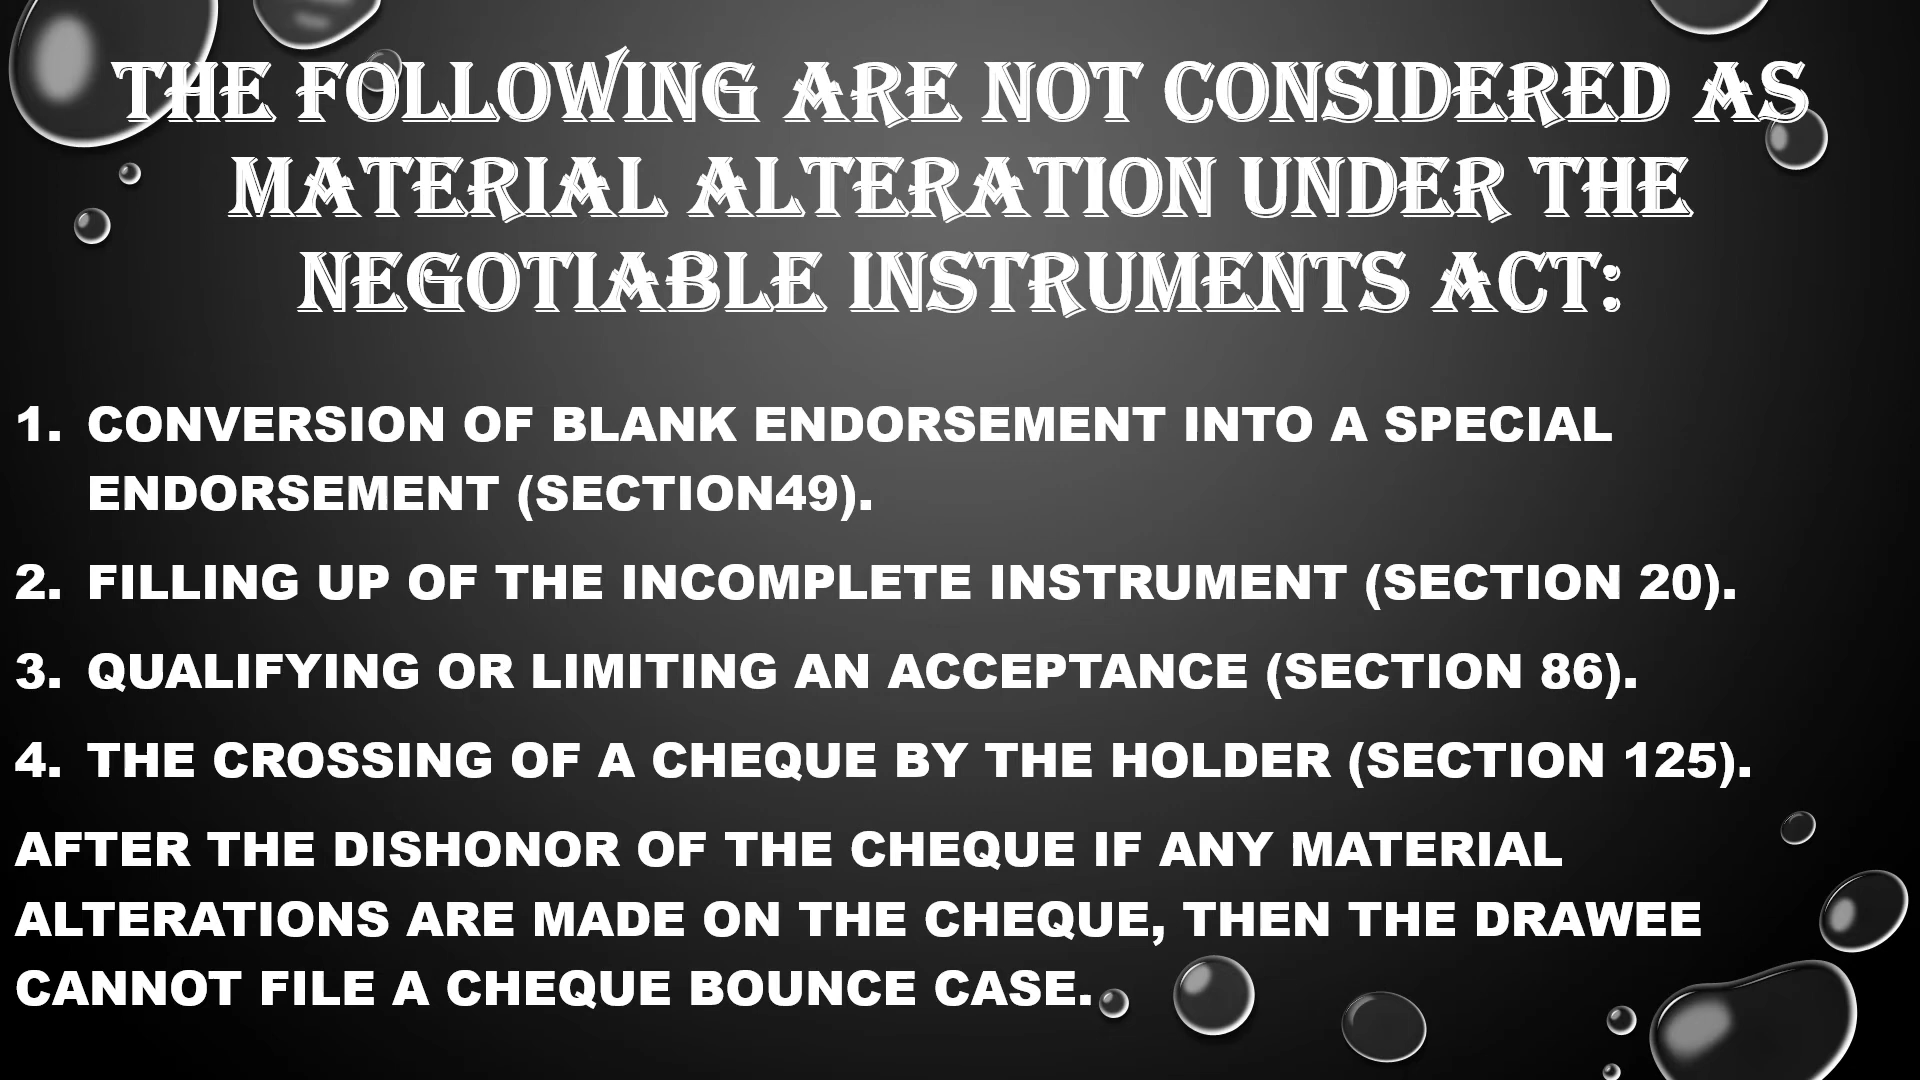 THE FOLLOWING ARE NOT CONSIDERED AS
MATERIAL ALTERATION UNDER THE
NEGOTIABLE INSTRUMENTS ACT:
1. CONVERSION OF BLANK ENDORSEMENT INTO A SPECIAL
ENDORSEMENT (SECTION49).
2. FILLING UP OF THE INCOMPLETE INSTRUMENT (SECTION 20).
3. QUALIFYING OR LIMITING AN ACCEPTANCE (SECTION 86).
4. THE CROSSING OF A CHEQUE BY THE HOLDER (SECTION 125).
AFTER THE DISHONOR OF THE CHEQUE IF ANY MATERIAL
ALTERATIONS ARE MADE ON THE CHEQUE, THEN THE DRAWEE
CANNOT FILE A CHEQUE BOUNCE CASE.